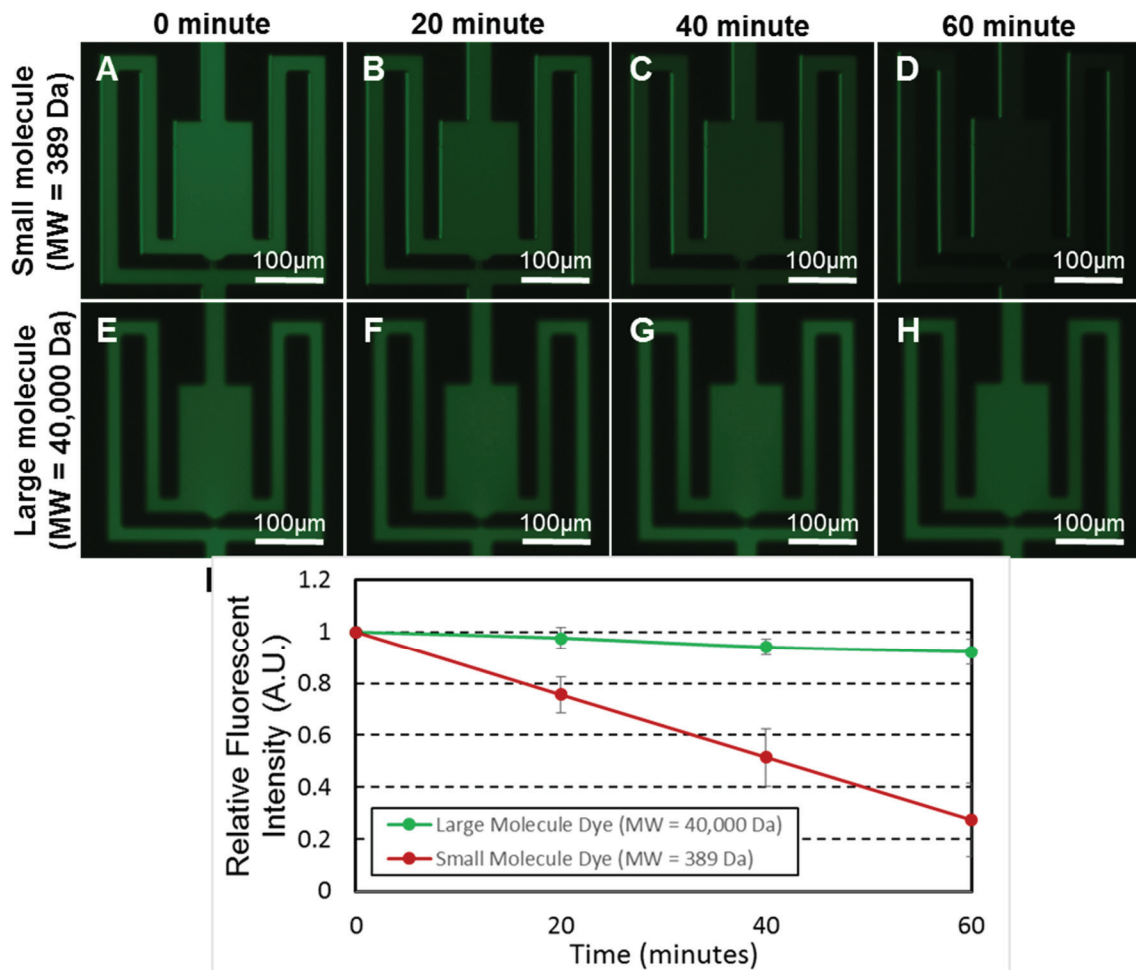 0 minute 20 minute 40 minute 60 minute
Small molecule
(MW = 389 Da)
A B C D
100µm 100µm 100µm 100µm
Large molecule
(MW = 40,000 Da)
E F G H
100µm 100µm 100µm 100µm
I
Relative Fluorescent
Intensity (A.U.)
1.2
1
0.8
0.6
0.4
0.2
0
Large Molecule Dye (MW = 40,000 Da)
Small Molecule Dye (MW = 389 Da)
0 20 40 60
Time (minutes)